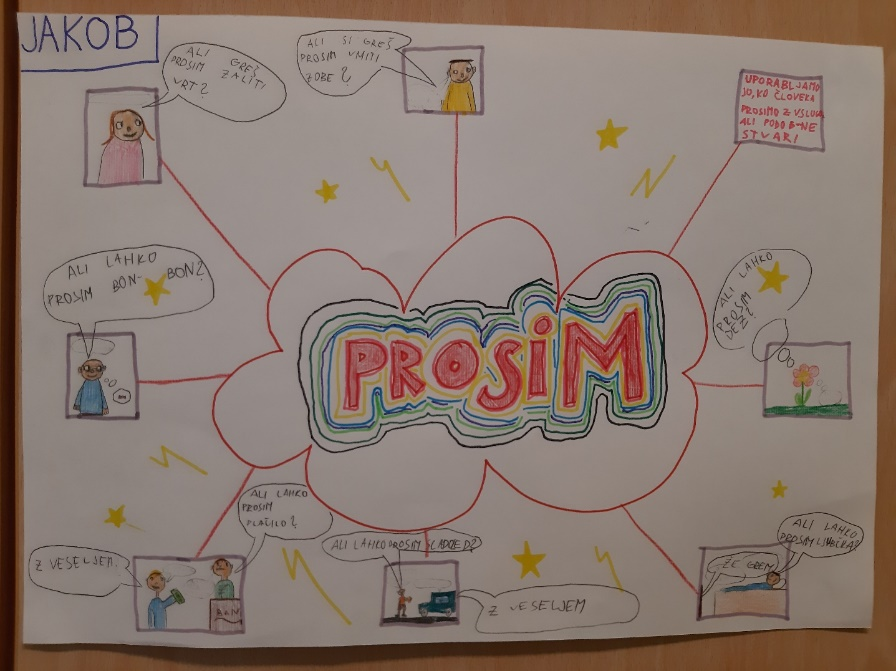 JAKOB
ALI GREŠ
PROSIM ZALITI
VRT?
ALI SI GREŠ
PROSIM UMITI
ZOBE?
UPORABLJAMO
JO, KO ČLOVEKA
PROSIMO Z USLUGO
ALI PODOBNE
STVARI
ALI LAHKO
PROSIM BON-BON?
ALI LAHKO
PROSIM
DEŽ?
PROSiM
Z VESELJEM
ALI LAHKO
PROSIM
PLAČILO?
ALI LAHKO PROSIM SLADOLED?
Z VESELJEM
ALI LAHKO
ŽE GREM